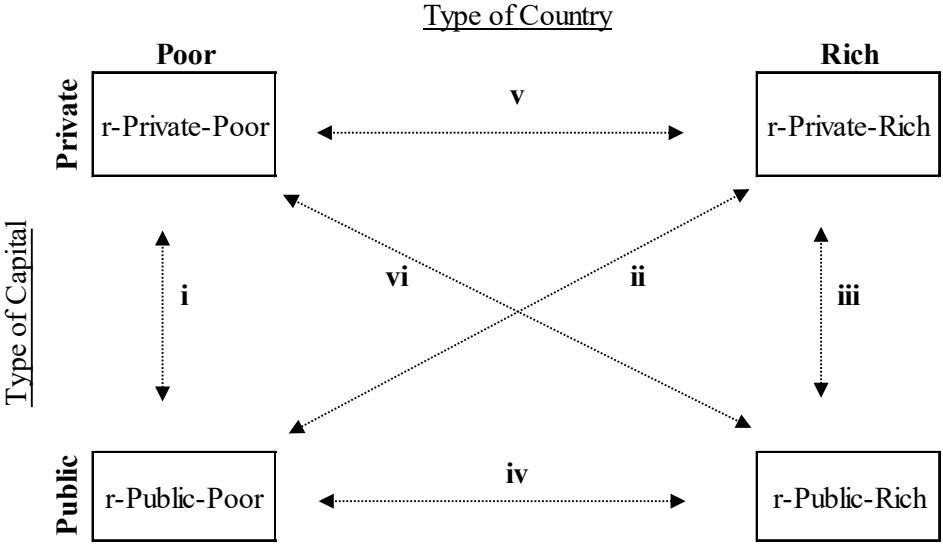 Type of Country
Poor
Rich
Private
r-Private-Poor
v
r-Private-Rich
Type of Capital
i
vi
ii
iii
Public
r-Public-Poor
iv
r-Public-Rich